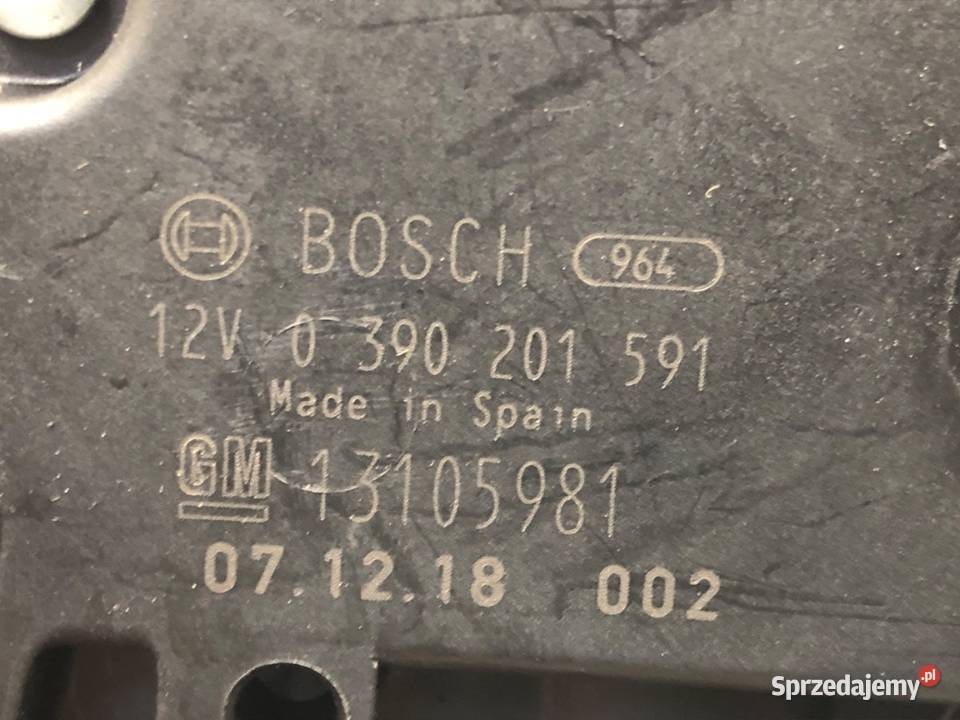 BOSCH 964
12V 0 390 201 591
Made in Spain
GM 13105981
07.12.18 002
Sprzedajemy.pl